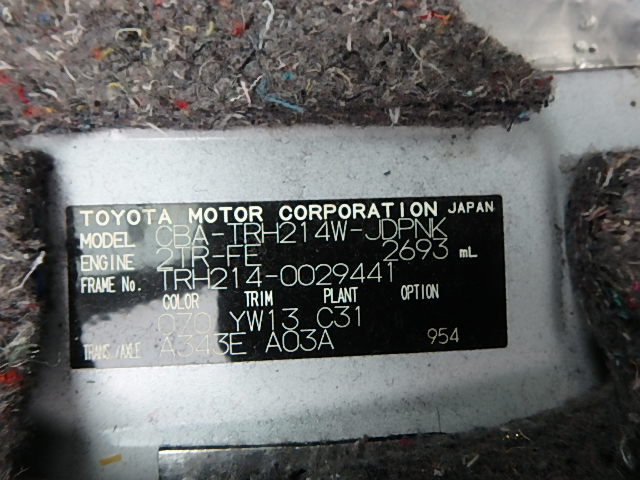 TOYOTA MOTOR CORPORATION JAPAN
MODEL CBA-TRH214W-JDPNK
ENGINE 2TR-FE 2693 mL
FRAME No. TRH214-0029441
COLOR TRIM PLANT OPTION
070 YW13 C31
TRANS./AXLE A343E A03A 954